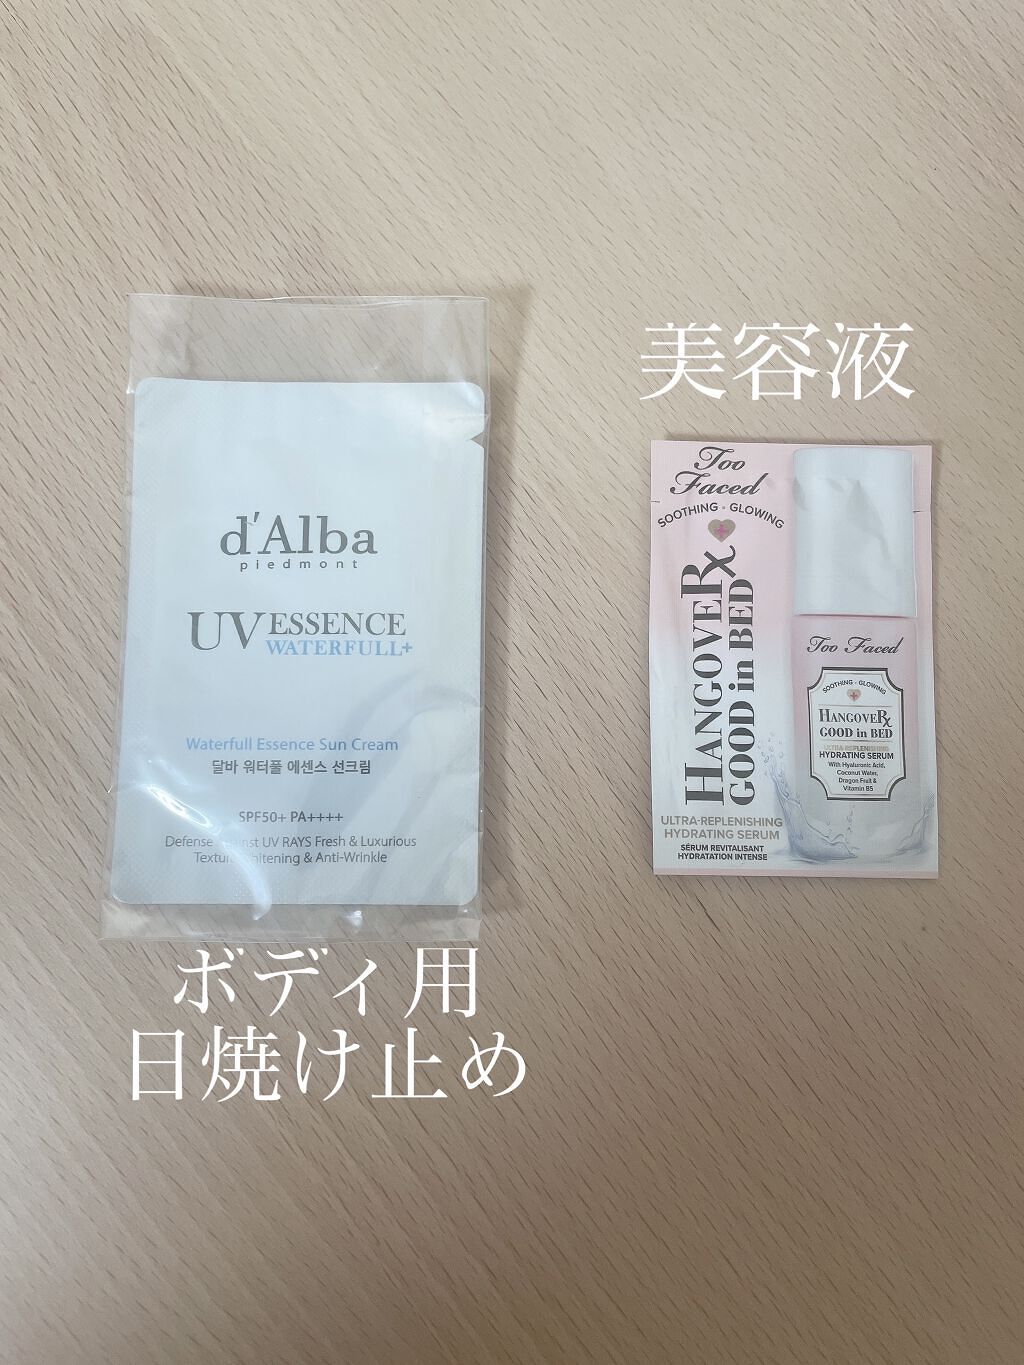 d'Alba
piedmont
UV ESSENCE
WATERFULL+
Waterfull Essence Sun Cream
달바 워터풀 에센스 선크림
SPF50+ PA++++
Defense against UV RAYS Fresh & Luxurious
Texture Whitening & Anti-Wrinkle
ボディ用
日焼け止め
美容液
Too
Faced
SOOTHING • GLOWING
HANGOVERx
GOOD in BED
ULTRA-REPLENISHING
HYDRATING SERUM
SÉRUM REVITALISANT
HYDRATATION INTENSE
Too Faced
SOOTHING • GLOWING
HANGOVERx
GOOD in BED
ULTRA-REPLENISHING
HYDRATING SERUM
With Hyaluronic Acid,
Coconut Water,
Dragon Fruit &
Vitamin B5